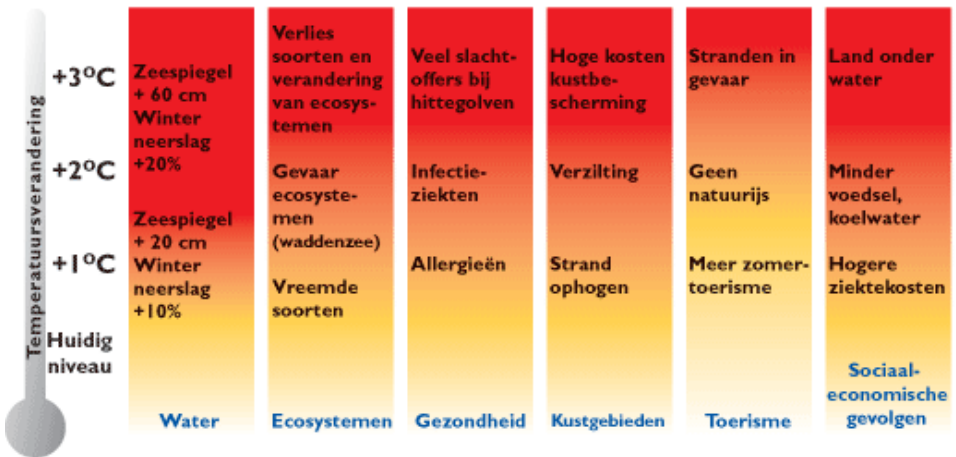 Temperatuursverandering
+3°C
+2°C
+1°C
Huidig
niveau
Zeespiegel
+ 60 cm
Winter
neerslag
+20%
Zeespiegel
+ 20 cm
Winter
neerslag
+10%
Water
Verlies
soorten en
verandering
van ecosys-
temen
Gevaar
ecosyste-
men
(waddenzee)
Vreemde
soorten
Ecosystemen
Veel slacht-
offers bij
hittegolven
Infectie-
ziekten
Allergieën
Gezondheid
Hoge kosten
kustbe-
scherming
Verzilting
Strand
ophogen
Kustgebieden
Stranden in
gevaar
Geen
natuurijs
Meer zomer-
toerisme
Toerisme
Land onder
water
Minder
voedsel,
koelwater
Hogere
ziektekosten
Sociaal-
economische
gevolgen